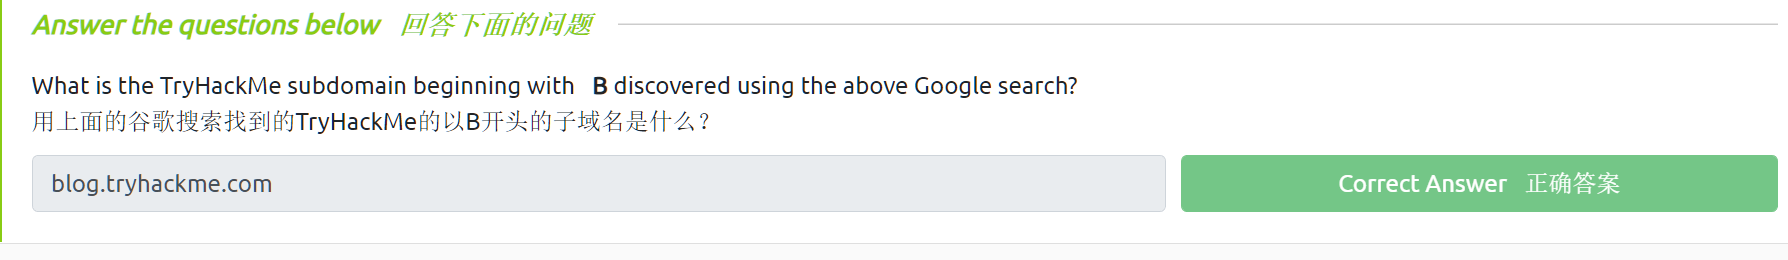 Answer the questions below 回答下面的问题
What is the TryHackMe subdomain beginning with B discovered using the above Google search?
用上面的谷歌搜索找到的TryHackMe的以B开头的子域名是什么？
blog.tryhackme.com
Correct Answer 正确答案